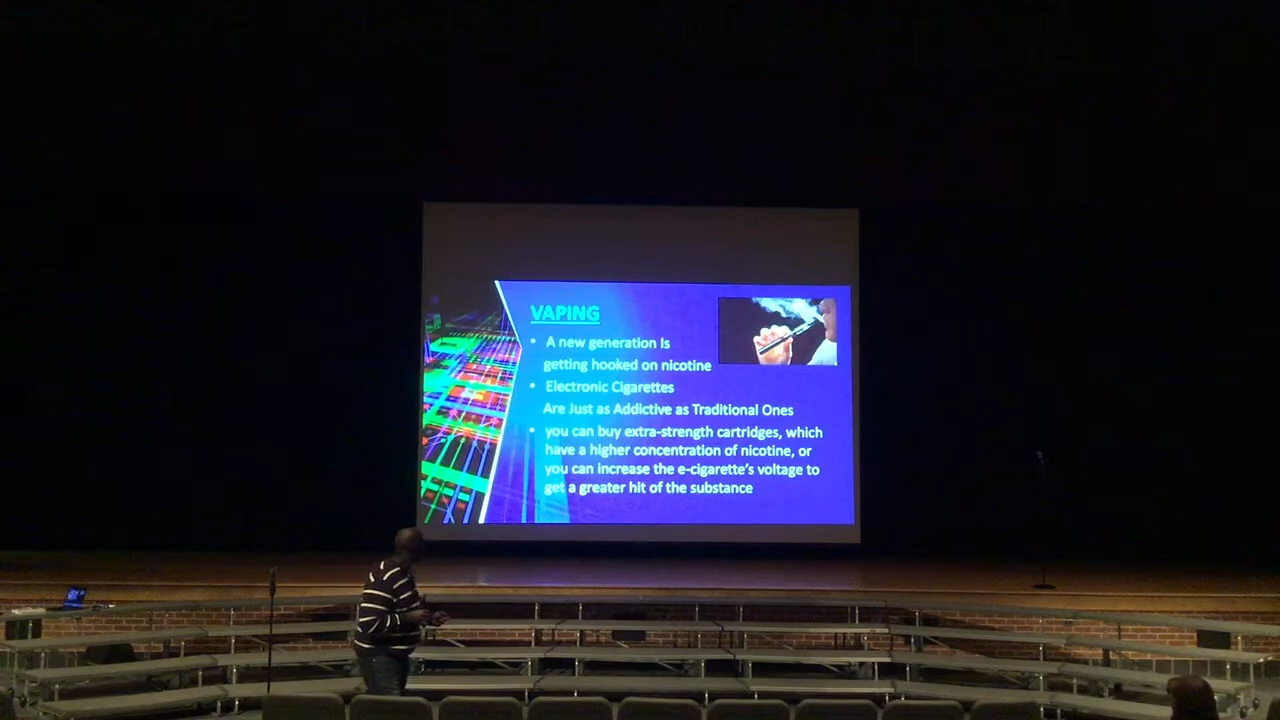 VAPING
• A new generation Is
getting hooked on nicotine
• Electronic Cigarettes
Are Just as Addictive as Traditional Ones
• you can buy extra-strength cartridges, which
have a higher concentration of nicotine, or
you can increase the e-cigarette's voltage to
get a greater hit of the substance